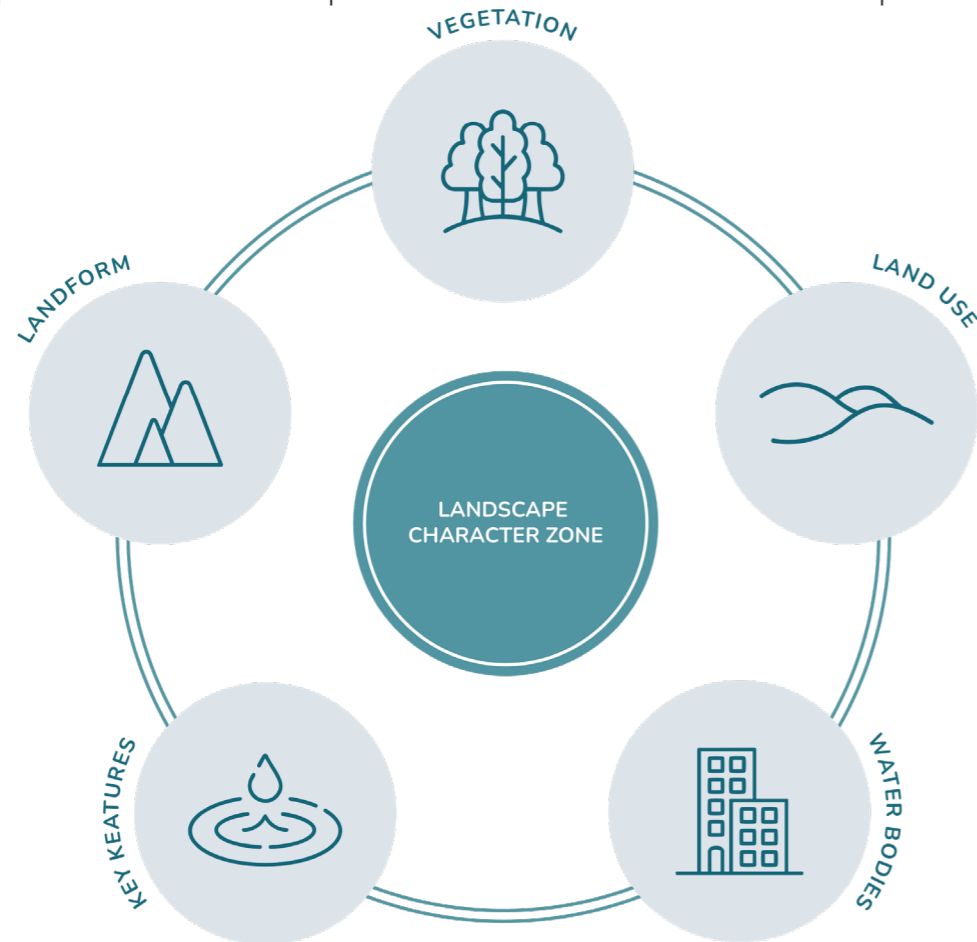 VEGETATION
LANDFORM
LAND USE
LANDSCAPE
CHARACTER ZONE
KEY KEATURES
WATER BODIES